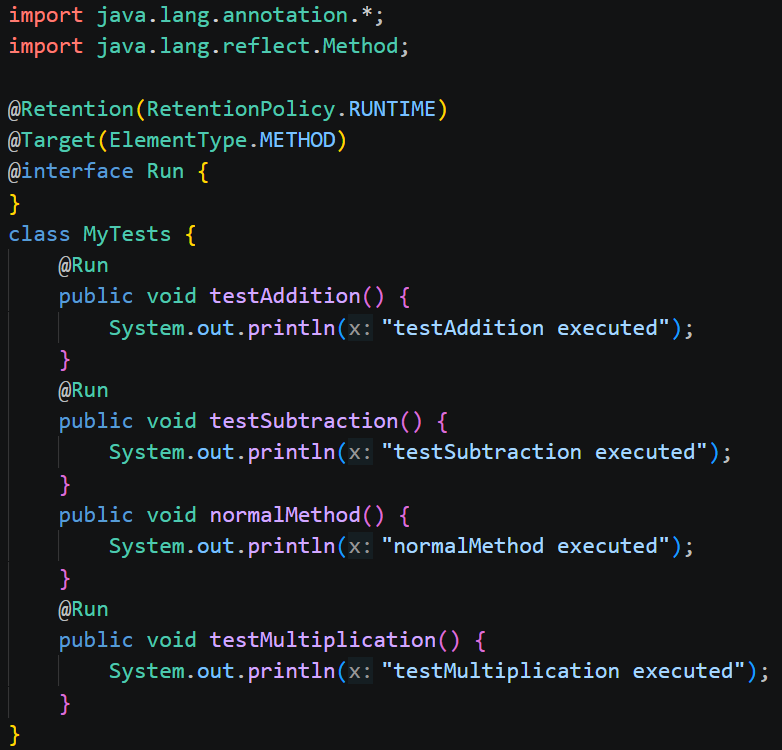 import java.lang.annotation.*;
import java.lang.reflect.Method;

@Retention(RetentionPolicy.RUNTIME)
@Target(ElementType.METHOD)
@interface Run {
}
class MyTests {
    @Run
    public void testAddition() {
        System.out.println(x: "testAddition executed");
    }
    @Run
    public void testSubtraction() {
        System.out.println(x: "testSubtraction executed");
    }
    public void normalMethod() {
        System.out.println(x: "normalMethod executed");
    }
    @Run
    public void testMultiplication() {
        System.out.println(x: "testMultiplication executed");
    }
}